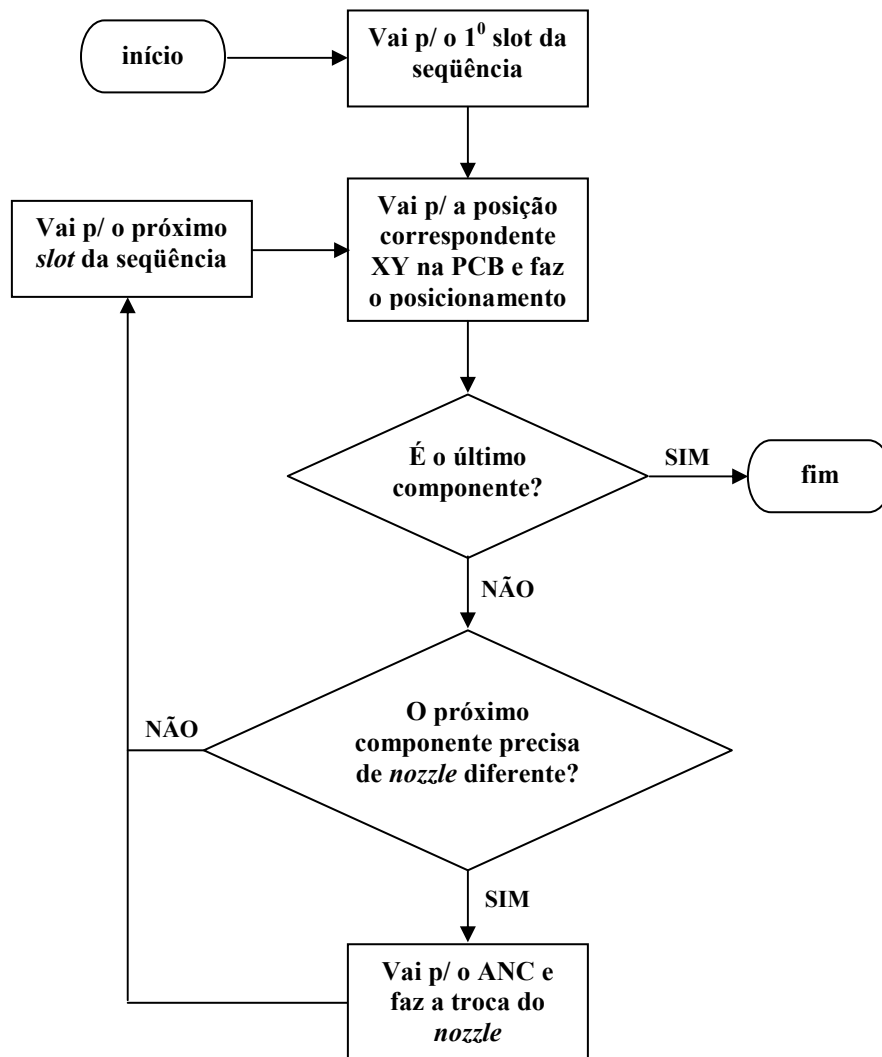 início
Vai p/ o 1⁰ slot da
seqüência
Vai p/ o próximo
slot da seqüência
Vai p/ a posição
correspondente
XY na PCB e faz
o posicionamento
É o último
componente?
SIM
fim
NÃO
O próximo
componente precisa
de nozzle diferente?
NÃO
SIM
Vai p/ o ANC e
faz a troca do
nozzle